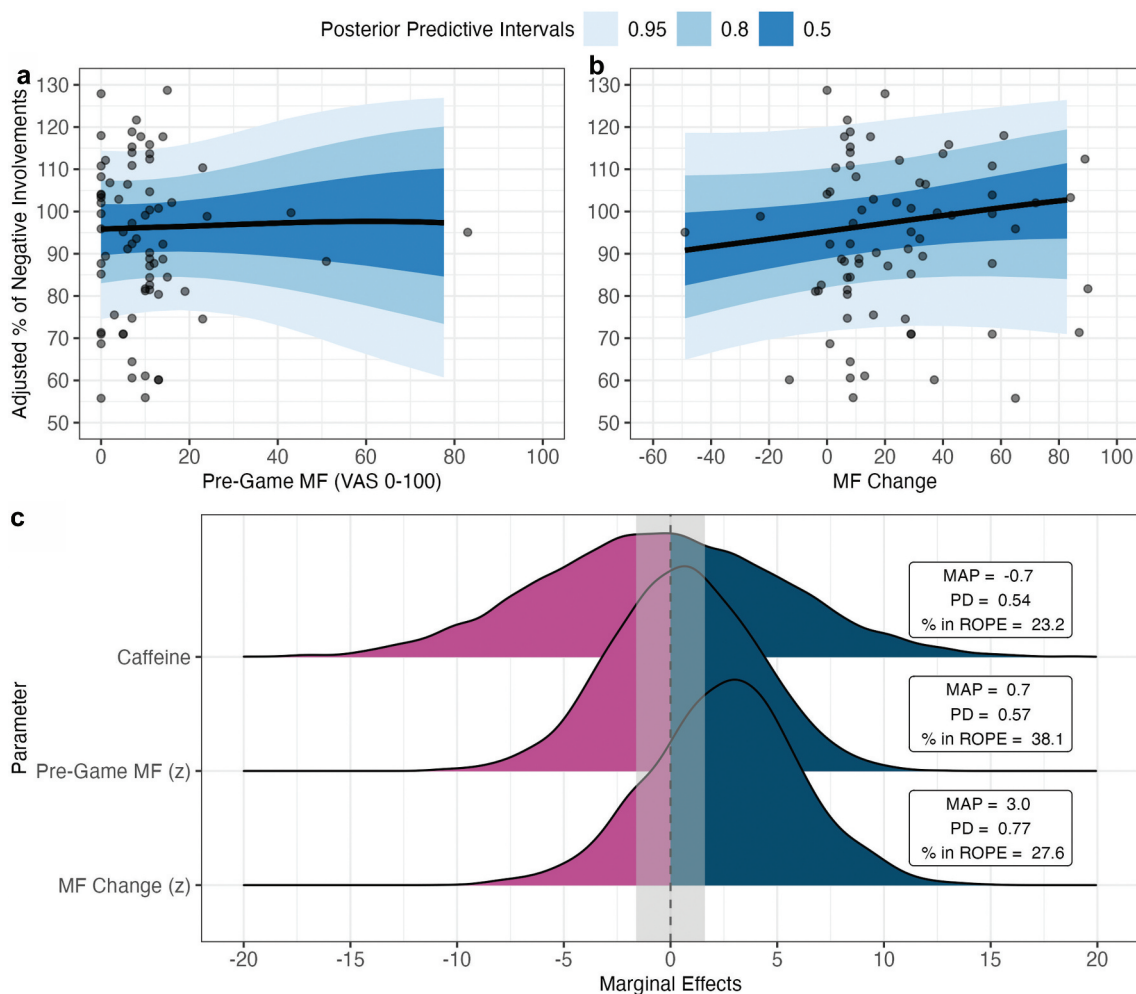 Posterior Predictive Intervals 0.95 0.8 0.5
a
b
130
120
110
100
90
80
70
60
50
Adjusted % of Negative Involvements
0 20 40 60 80 100
Pre-Game MF (VAS 0-100)
130
120
110
100
90
80
70
60
50
-60 -40 -20 0 20 40 60 80 100
MF Change
c
Parameter
Caffeine
Pre-Game MF (z)
MF Change (z)
MAP = -0.7
PD = 0.54
% in ROPE = 23.2
MAP = 0.7
PD = 0.57
% in ROPE = 38.1
MAP = 3.0
PD = 0.77
% in ROPE = 27.6
-20 -15 -10 -5 0 5 10 15 20
Marginal Effects